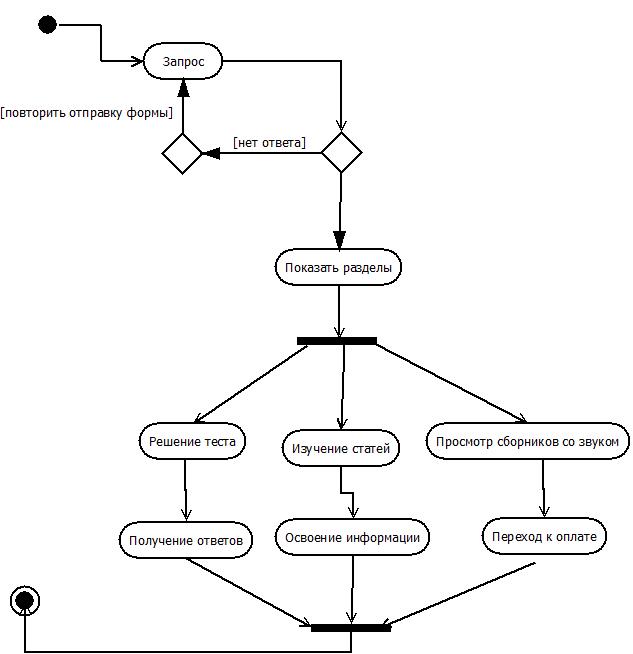 Запрос
[повторить отправку формы]
[нет ответа]
Показать разделы
Решение теста
Изучение статей
Просмотр сборников со звуком
Получение ответов
Освоение информации
Переход к оплате